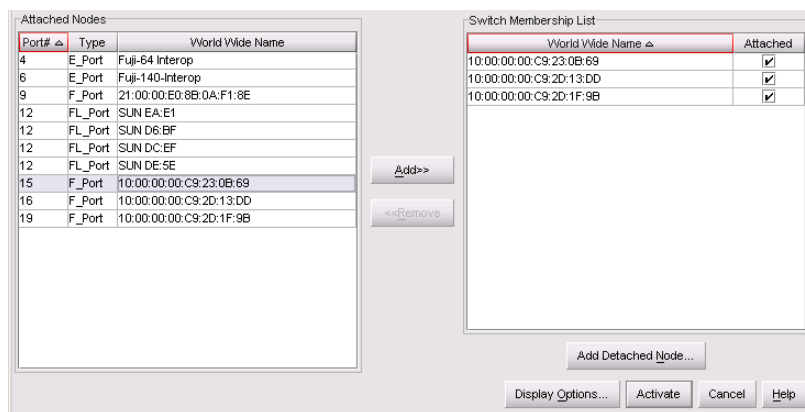 Attached Nodes
Port# Type World Wide Name
4 E_Port Fuji-64 Interop
6 E_Port Fuji-140-Interop
9 F_Port 21:00:00:E0:8B:0A:F1:8E
12 FL_Port SUN EA:E1
12 FL_Port SUN D6:BF
12 FL_Port SUN DC:EF
12 FL_Port SUN DE:5E
15 F_Port 10:00:00:00:C9:23:0B:69
16 F_Port 10:00:00:00:C9:2D:13:DD
19 F_Port 10:00:00:00:C9:2D:1F:9B
Add>>
<<Remove
Switch Membership List
World Wide Name Attached
10:00:00:00:C9:23:0B:69
10:00:00:00:C9:2D:13:DD
10:00:00:00:C9:2D:1F:9B
Add Detached Node...
Display Options... Activate Cancel Help